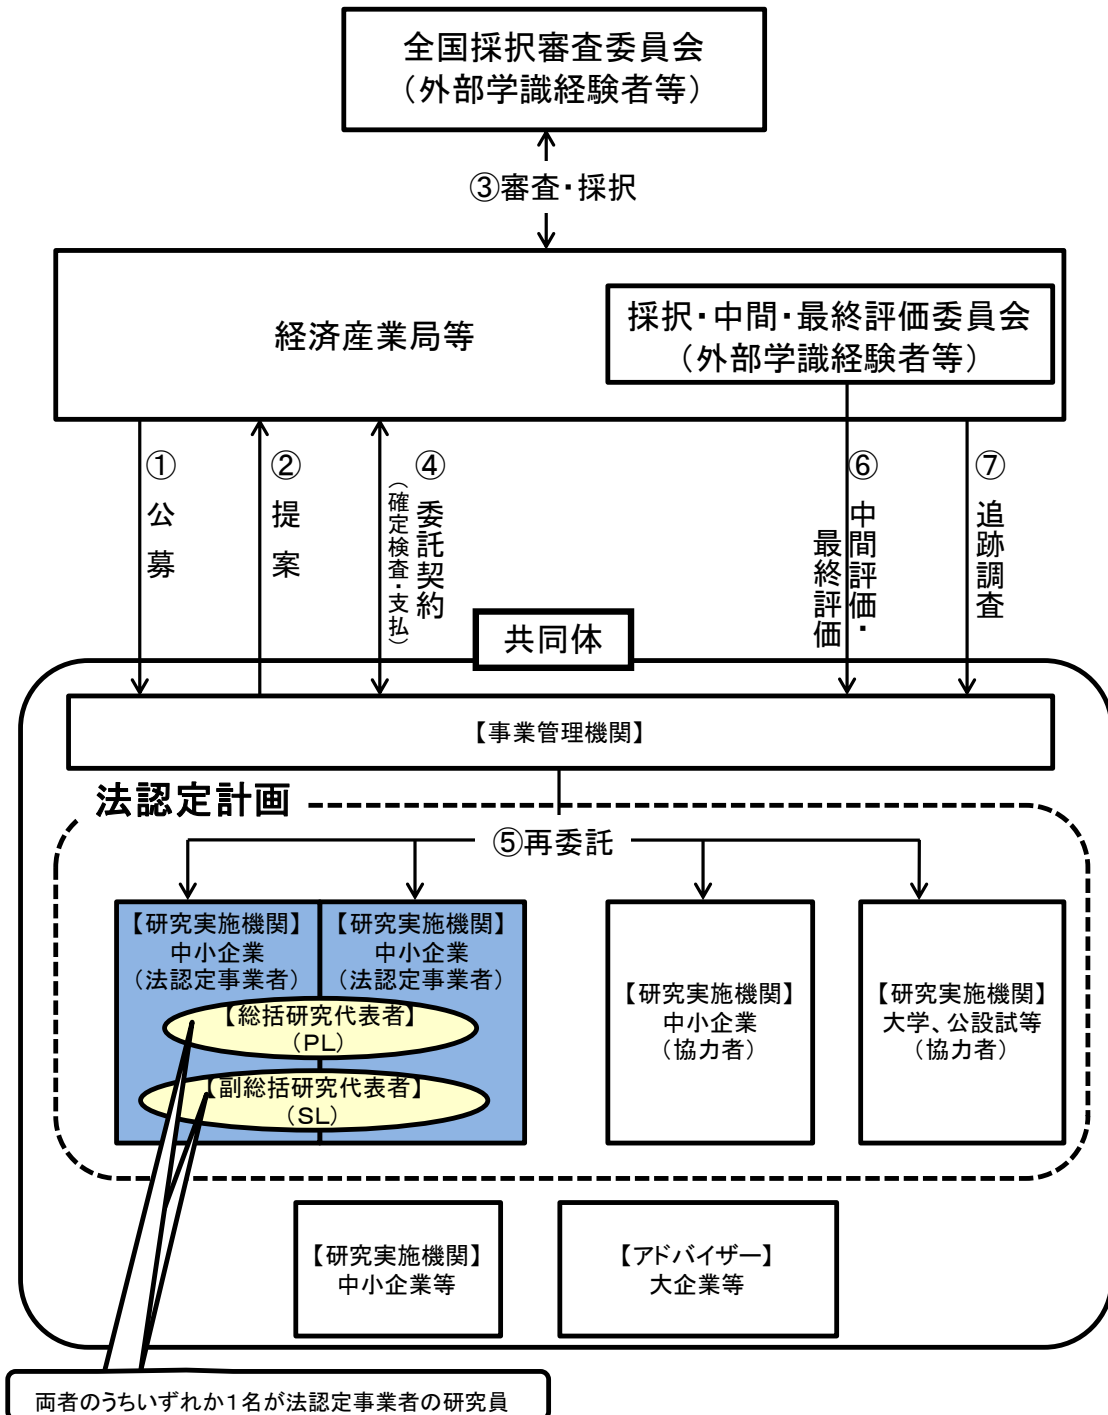 全国採択審査委員会
（外部学識経験者等）
③審査・採択
経済産業局等
採択・中間・最終評価委員会
（外部学識経験者等）
①公募
②提案
④委託契約
（確定検査・支払）
⑥中間評価・
最終評価
⑦追跡調査
共同体
【事業管理機関】
法認定計画
⑤再委託
【研究実施機関】
中小企業
（法認定事業者）
【研究実施機関】
中小企業
（法認定事業者）
【総括研究代表者】
（PL）
【副総括研究代表者】
（SL）
【研究実施機関】
中小企業
（協力者）
【研究実施機関】
大学、公設試等
（協力者）
【研究実施機関】
中小企業等
【アドバイザー】
大企業等
両者のうちいずれか１名が法認定事業者の研究員